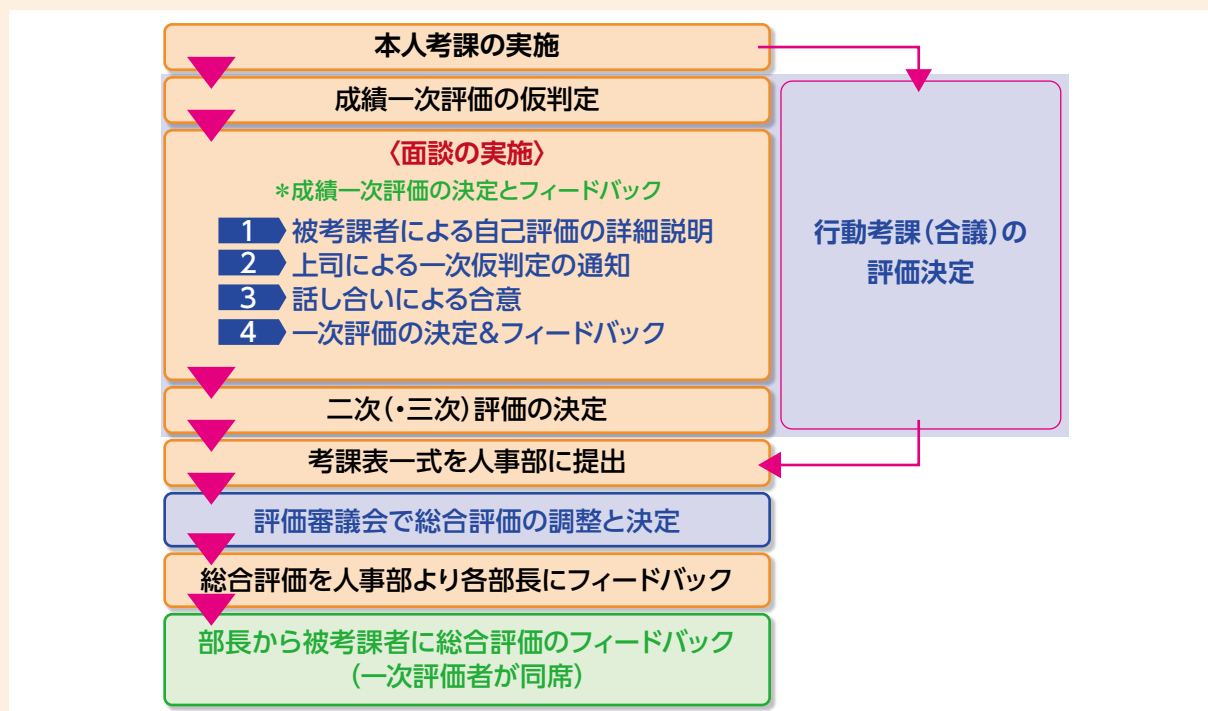 本人考課の実施
成績一次評価の仮判定
〈面談の実施〉
＊成績一次評価の決定とフィードバック
1 被考課者による自己評価の詳細説明
2 上司による一次仮判定の通知
3 話し合いによる合意
4 一次評価の決定&フィードバック
行動考課（合議）の
評価決定
二次（・三次）評価の決定
考課表一式を人事部に提出
評価審議会で総合評価の調整と決定
総合評価を人事部より各部長にフィードバック
部長から被考課者に総合評価のフィードバック
（一次評価者が同席）